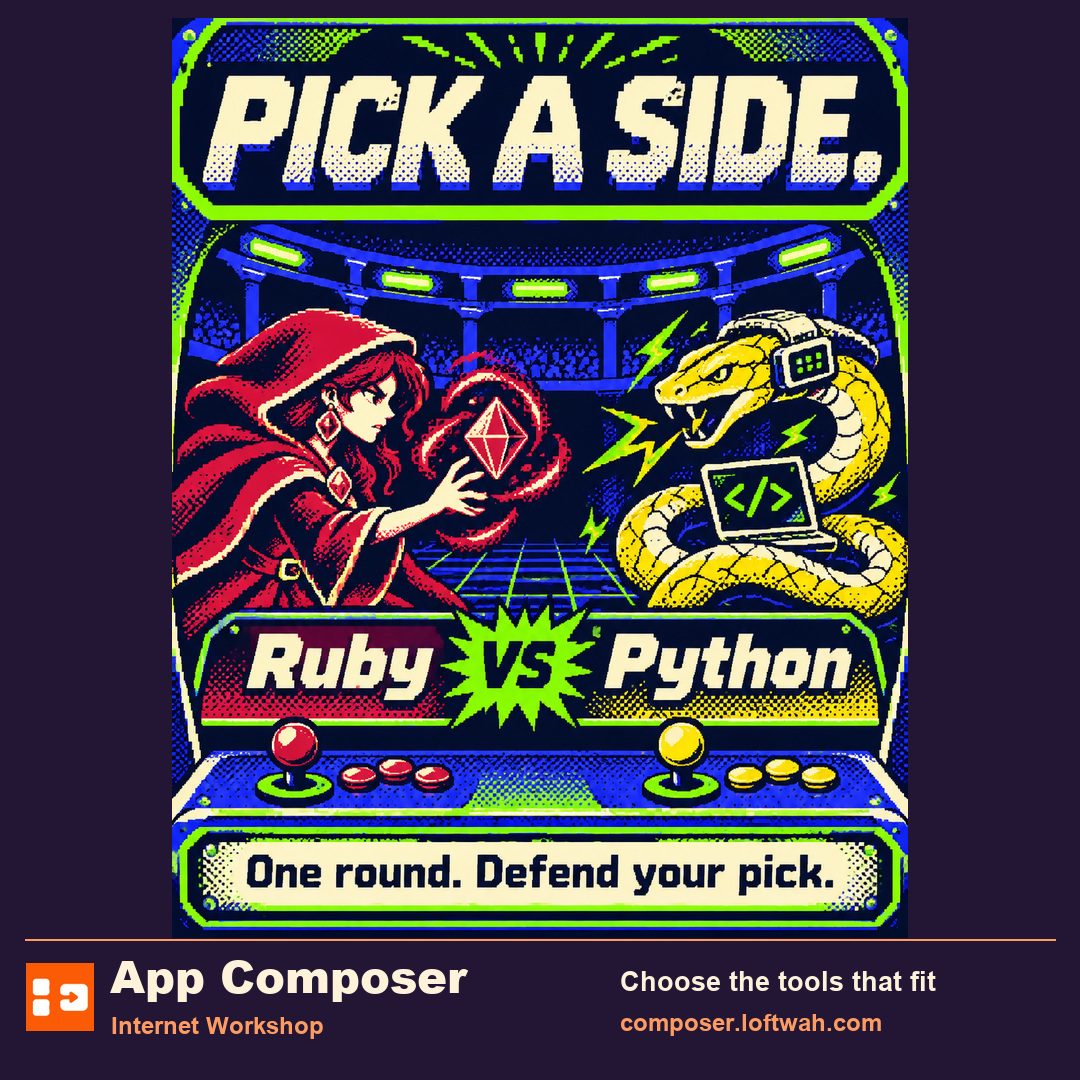 PICK A SIDE.
</>
Ruby VS Python
One round. Defend your pick.
App Composer
Internet Workshop
Choose the tools that fit
composer.loftwah.com